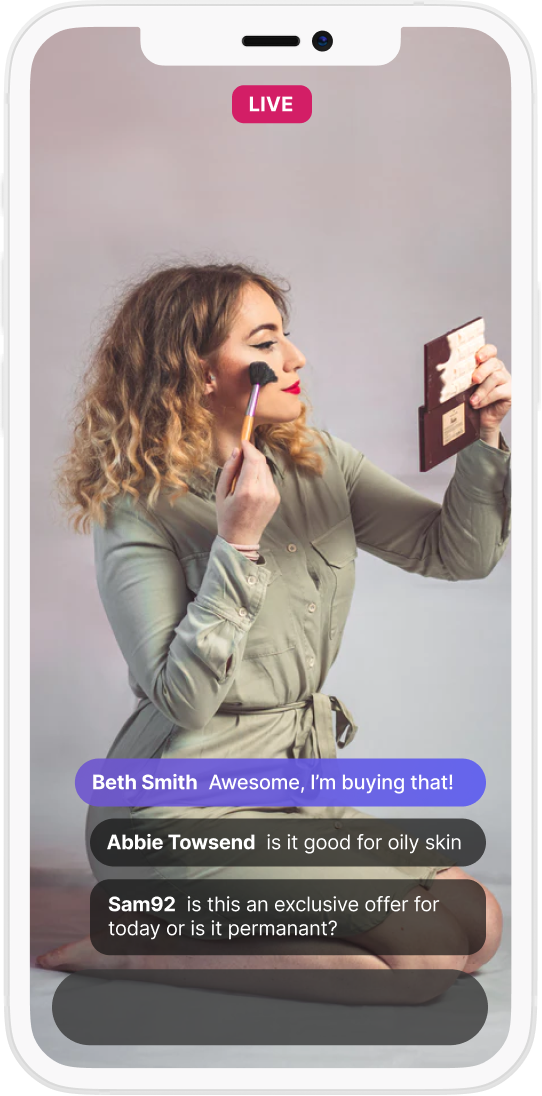 LIVE
Beth Smith Awesome, I'm buying that!
Abbie Towsend is it good for oily skin
Sam92 is this an exclusive offer for
today or is it permanant?